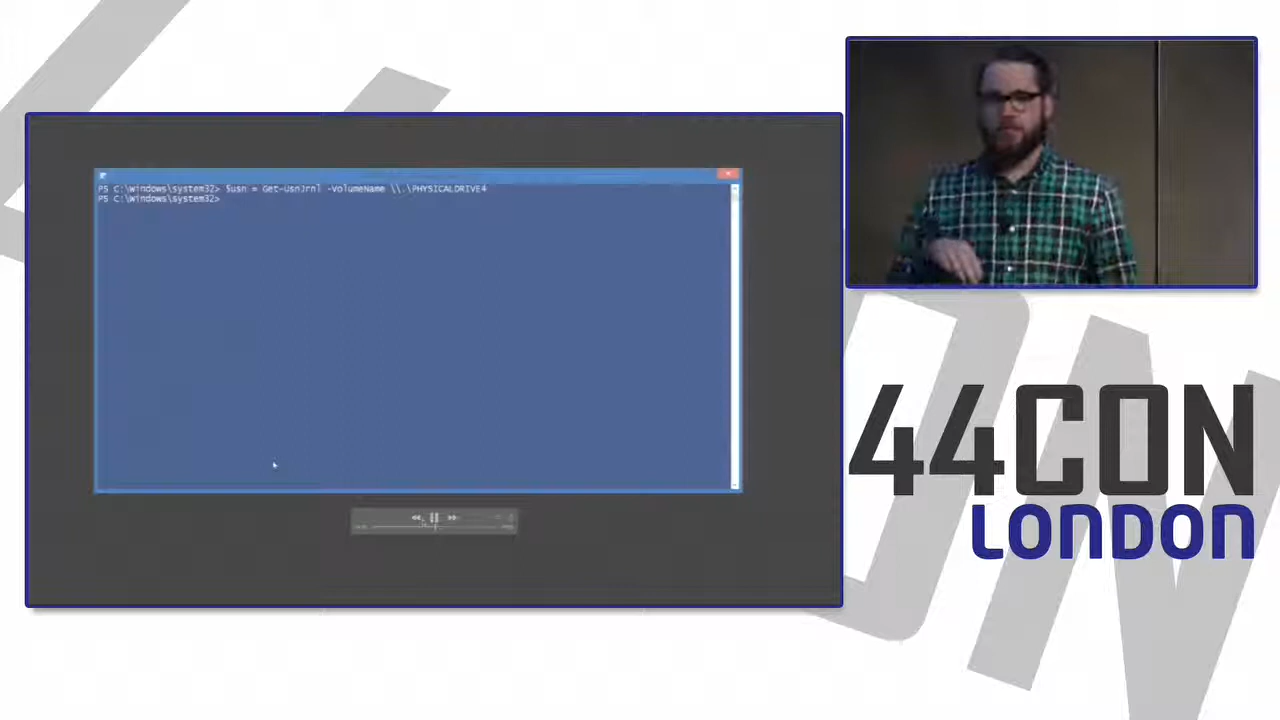 PS C:\Windows\system32> $usn = Get-UsnJrnl -VolumeName \\.\PHYSICALDRIVE4
PS C:\Windows\system32>
44CON
LONDON